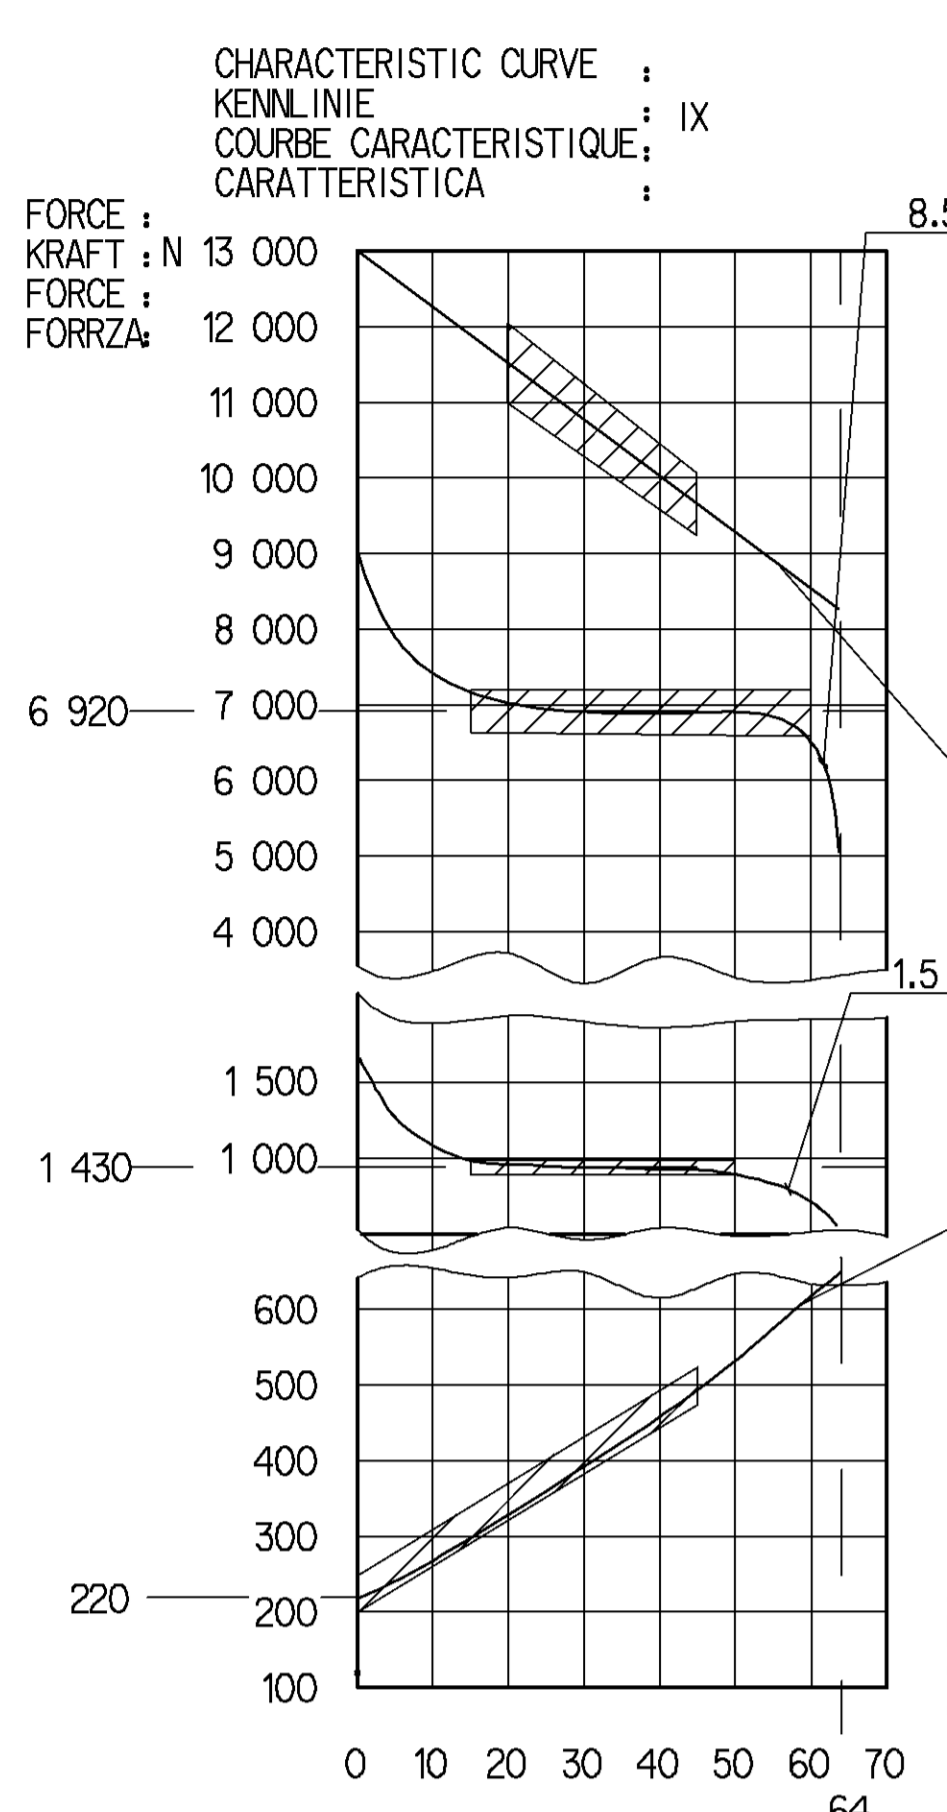 CHARACTERISTIC CURVE :
KENNLINIE : IX
COURBE CARACTERISTIQUE:
CARATTERISTICA :
FORCE :
KRAFT : N 13 000
FORCE :
FORRZA: 12 000
8.5
11 000
10 000
9 000
8 000
6 920 7 000
6 000
5 000
4 000
1.5
1 500
1 430 1 000
600
500
400
300
220 200
100
0 10 20 30 40 50 60 70
64